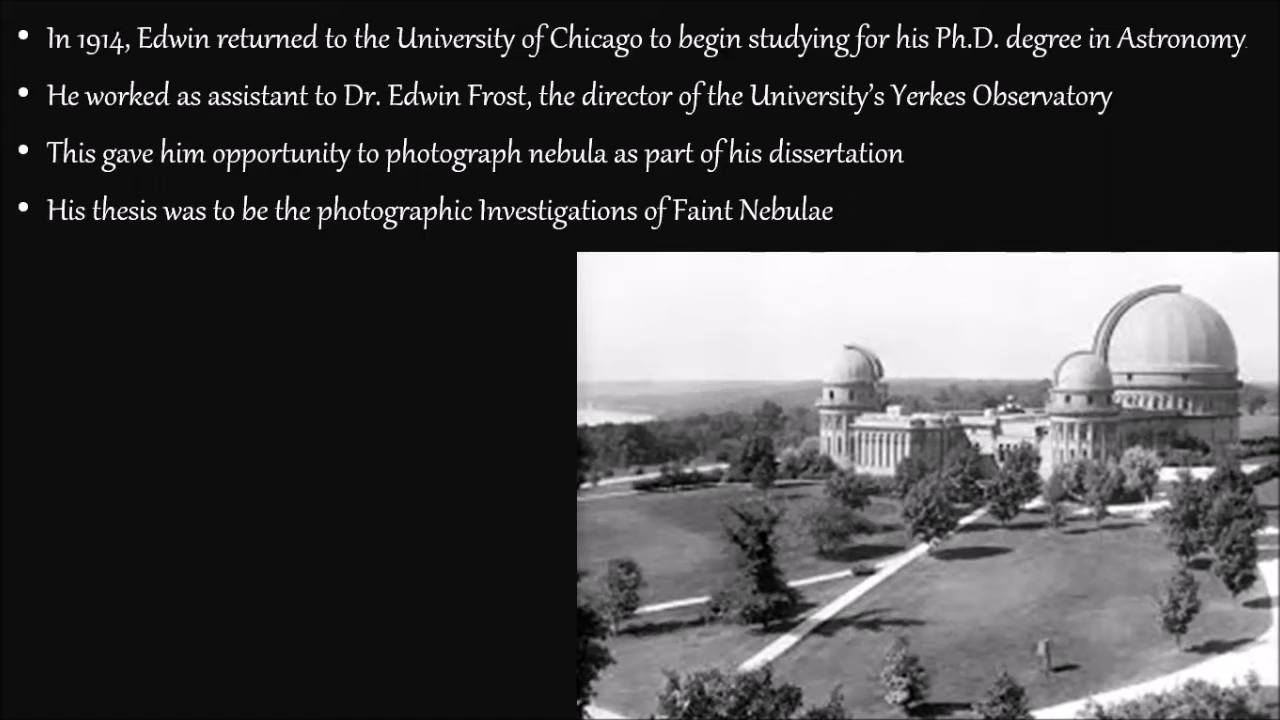 • In 1914, Edwin returned to the University of Chicago to begin studying for his Ph.D. degree in Astronomy.
• He worked as assistant to Dr. Edwin Frost, the director of the University’s Yerkes Observatory
• This gave him opportunity to photograph nebula as part of his dissertation
• His thesis was to be the photographic Investigations of Faint Nebulae